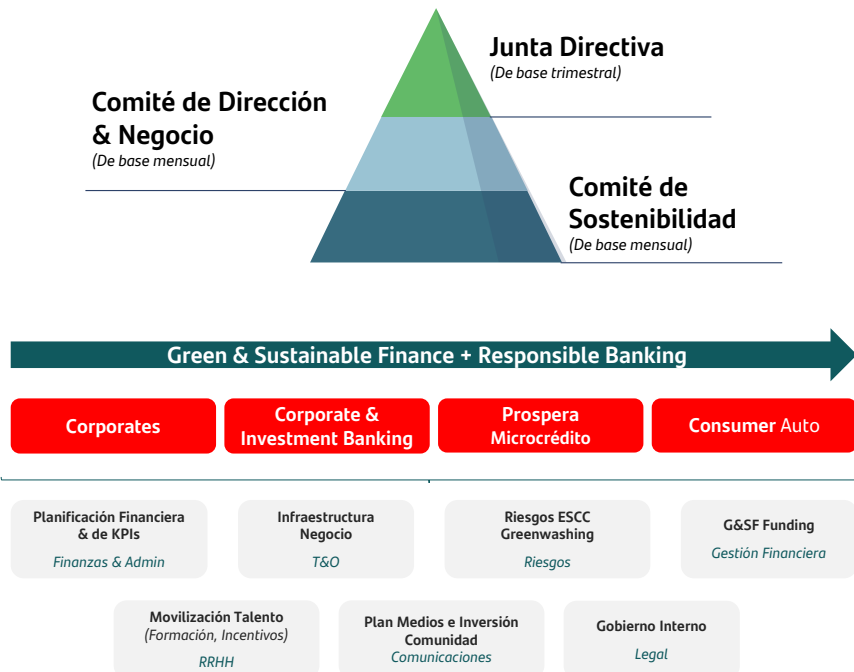 Junta Directiva
(De base trimestral)
Comité de Dirección
& Negocio
(De base mensual)
Comité de
Sostenibilidad
(De base mensual)
Green & Sustainable Finance + Responsible Banking
Corporates
Corporate &
Investment Banking
Prospera
Microcrédito
Consumer Auto
Planificación Financiera
& de KPIs
Finanzas & Admin
Infraestructura
Negocio
T&O
Riesgos ESCC
Greenwashing
Riesgos
G&SF Funding
Gestión Financiera
Movilización Talento
(Formación, Incentivos)
RRHH
Plan Medios e Inversión
Comunidad
Comunicaciones
Gobierno Interno
Legal